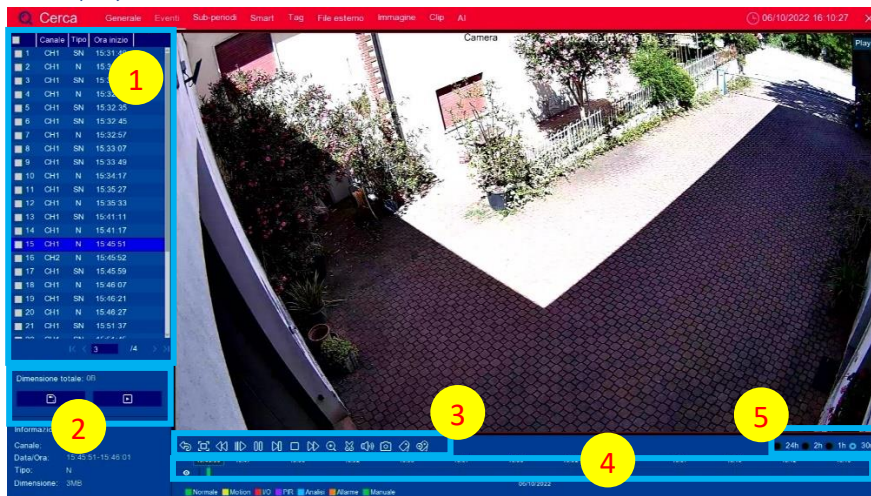 Cerca Generale Eventi Sub-periodi Smart Tag File esterno Immagine Clip AI 06/10/2022 16:10:27
Canale Tipo Ora inizio
1 CH1 SN 15:31:48
2 CH1 N
3 CH1 SN
4 CH1 N
5 CH1 SN 15:32:35
6 CH1 SN 15:32:45
7 CH1 N 15:32:57
8 CH1 SN 15:33:07
9 CH1 SN 15:33:49
10 CH1 N 15:34:17
11 CH1 SN 15:35:27
12 CH1 N 15:35:33
13 CH1 SN 15:41:11
14 CH1 N 15:41:17
15 CH1 N 15:45:51
16 CH2 N 15:45:52
17 CH1 SN 15:45:59
18 CH1 N 15:46:07
19 CH1 SN 15:46:21
20 CH1 N 15:46:27
21 CH1 SN 15:51:37
1
3 /4
Camera
Play
Dimensione totale: 0B
2
3
4
5
Canale:
Data/Ora: 15:45:51-15:46:01
Tipo: N
Dimensione: 3MB
24h 2h 1h 30
06/10/2022
Normale Motion I/O PIR Analisi Allarme Manuale